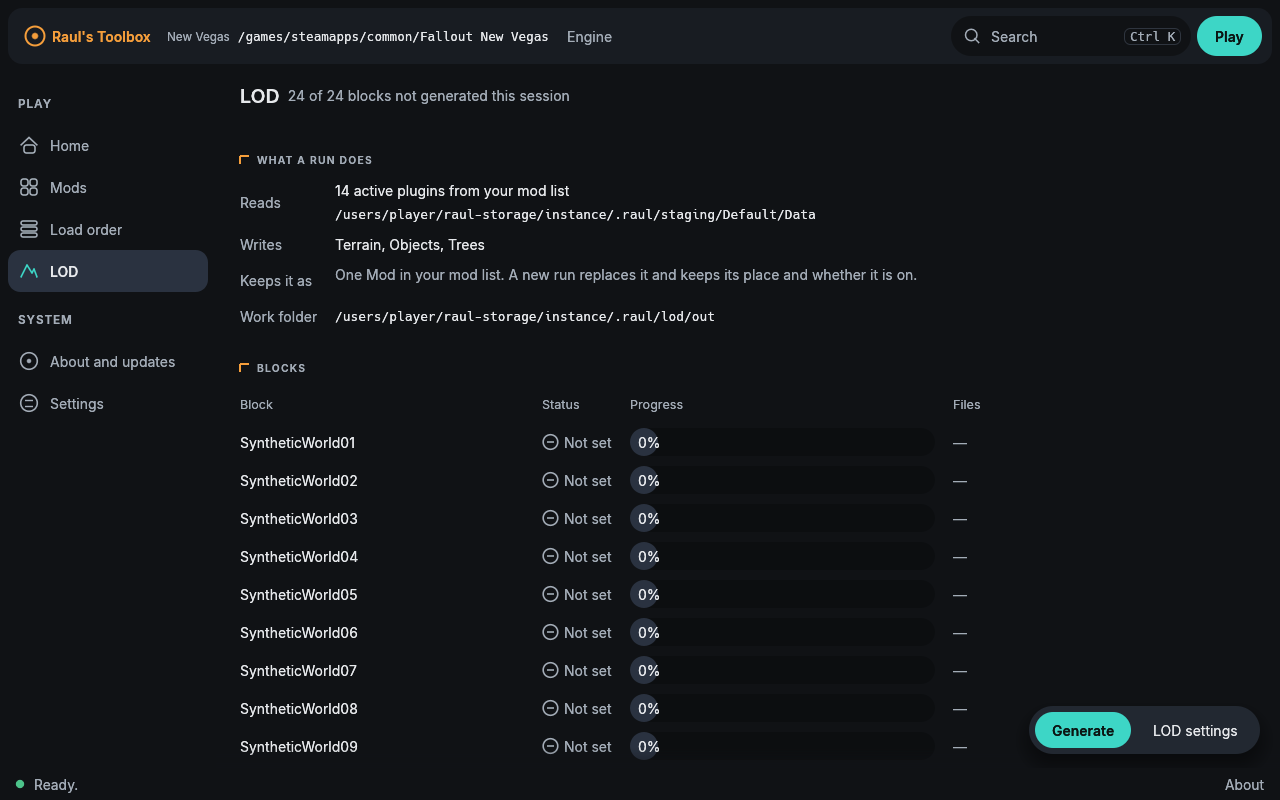 Raul's Toolbox New Vegas /games/steamapps/common/Fallout New Vegas Engine Search Ctrl K Play
PLAY
Home
Mods
Load order
LOD
SYSTEM
About and updates
Settings
LOD 24 of 24 blocks not generated this session
WHAT A RUN DOES
Reads 14 active plugins from your mod list
/users/player/raul-storage/instance/.raul/staging/Default/Data
Writes Terrain, Objects, Trees
Keeps it as One Mod in your mod list. A new run replaces it and keeps its place and whether it is on.
Work folder /users/player/raul-storage/instance/.raul/lod/out
BLOCKS
Block Status Progress Files
SyntheticWorld01 Not set 0% —
SyntheticWorld02 Not set 0% —
SyntheticWorld03 Not set 0% —
SyntheticWorld04 Not set 0% —
SyntheticWorld05 Not set 0% —
SyntheticWorld06 Not set 0% —
SyntheticWorld07 Not set 0% —
SyntheticWorld08 Not set 0% —
SyntheticWorld09 Not set 0% —
Generate LOD settings
Ready. About